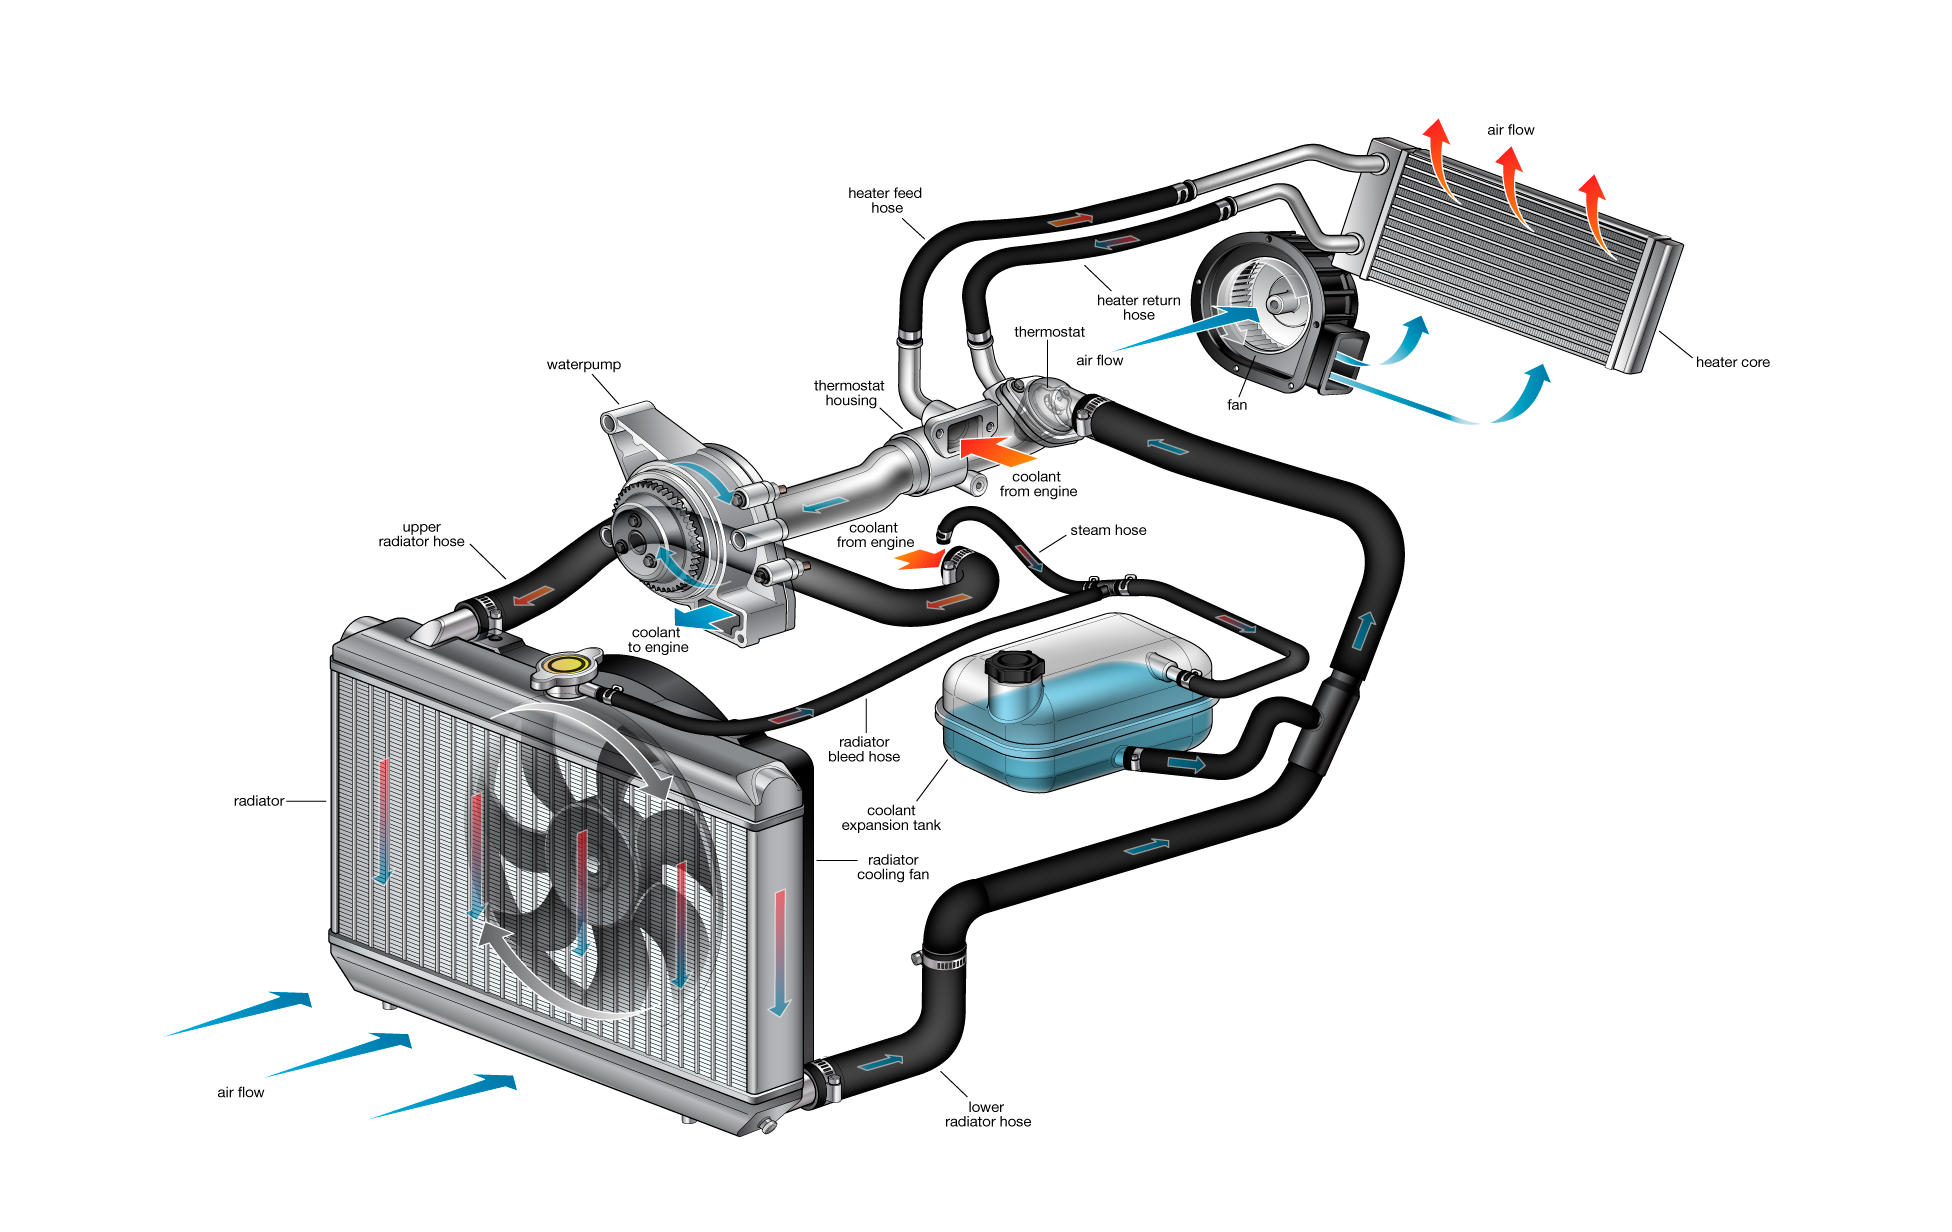 air flow
heater feed
hose
heater return
hose
thermostat
air flow
heater core
waterpump
thermostat
housing
fan
coolant
from engine
upper
radiator hose
coolant
from engine
steam hose
coolant
to engine
radiator
bleed hose
radiator
coolant
expansion tank
radiator
cooling fan
air flow
lower
radiator hose